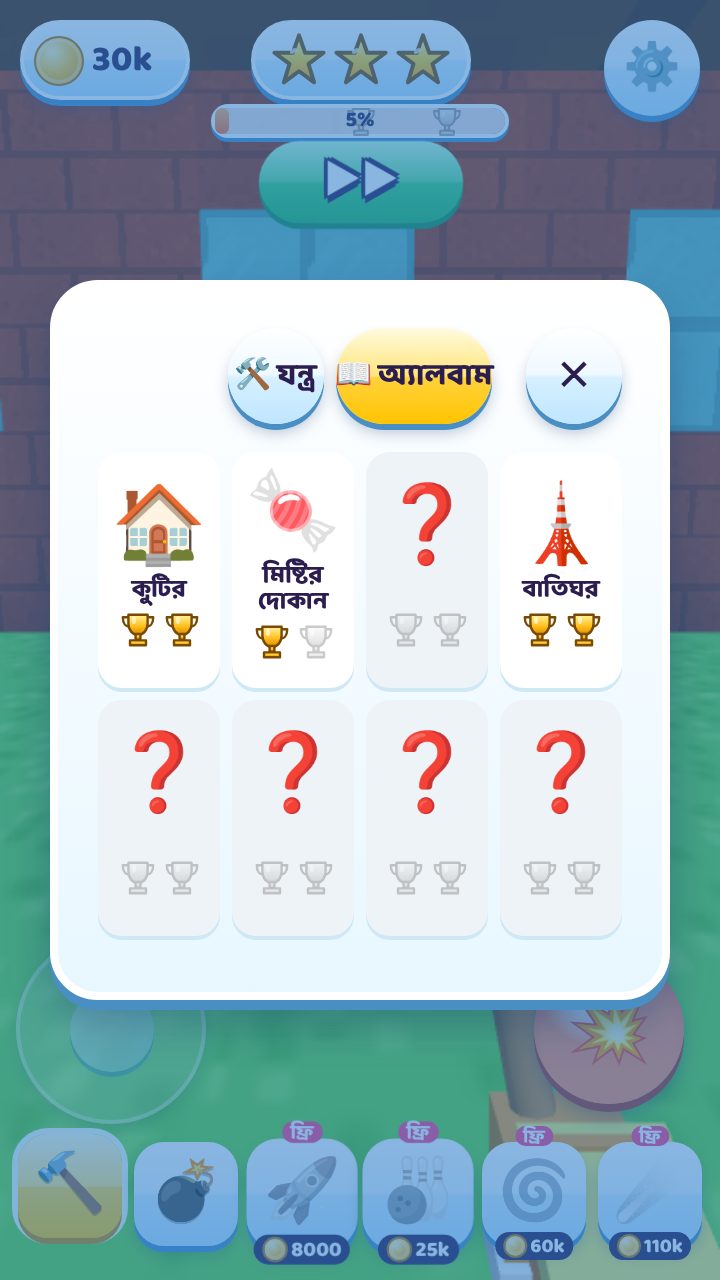 30k
5%
যন্ত্র
অ্যালবাম
কুটির
মিষ্টির
দোকান
বাতিঘর
ফ্রি
ফ্রি
ফ্রি
ফ্রি
8000
25k
60k
110k